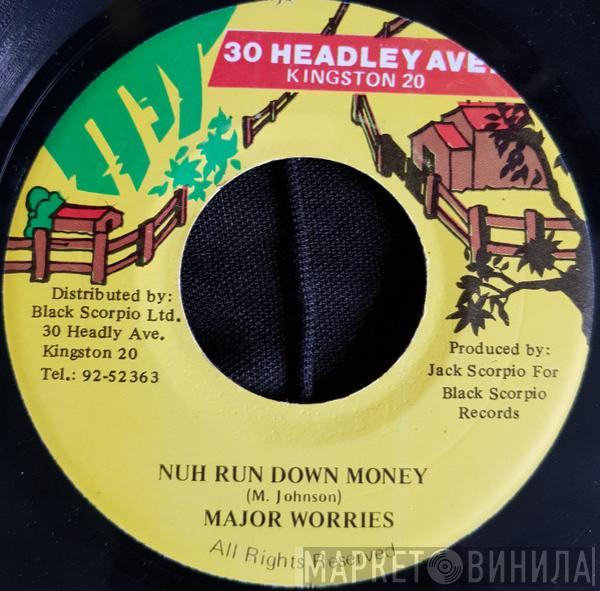 30 HEADLEY AVE.
KINGSTON 20
Distributed by:
Black Scorpio Ltd.
30 Headly Ave.
Kingston 20
Tel.: 92-52363
Produced by:
Jack Scorpio For
Black Scorpio
Records
NUH RUN DOWN MONEY
(M. Johnson)
MAJOR WORRIES
All Rights Reserved
МАРКЕТ ВИНИЛА